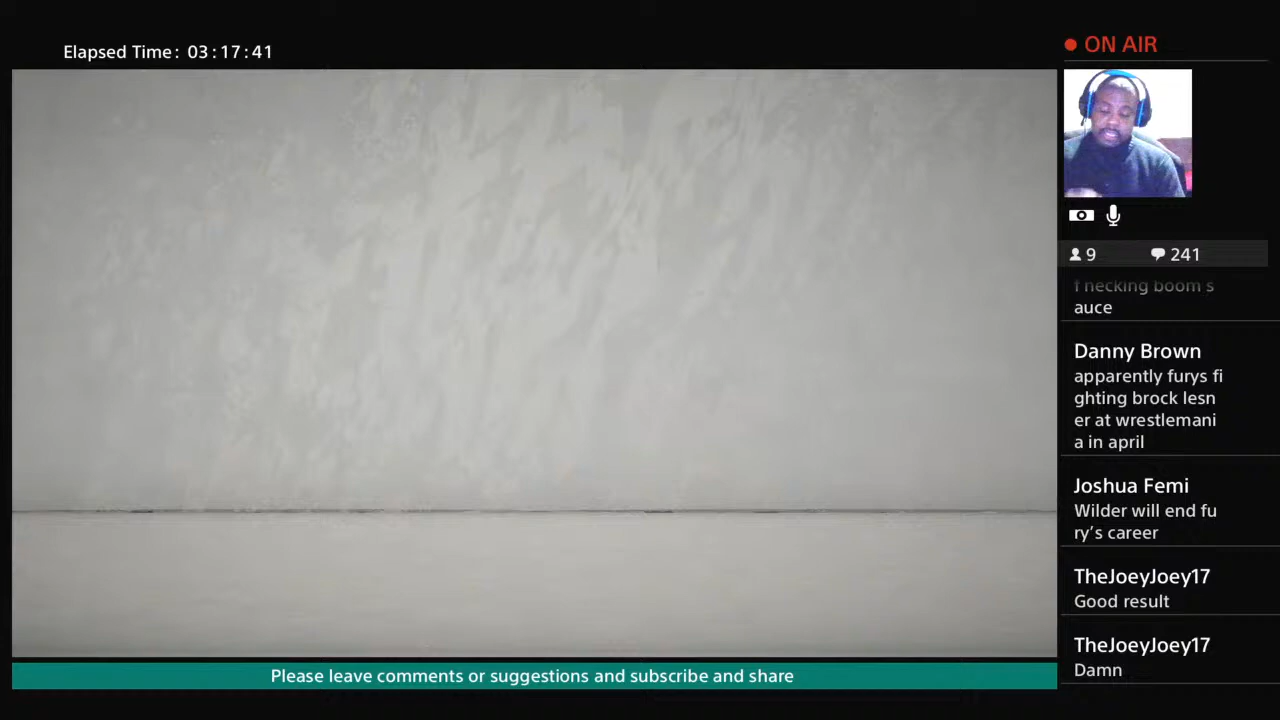 Elapsed Time: 03:17:41
ON AIR
9 241
f necking boom s
auce
Danny Brown
apparently furys fi
ghting brock lesn
er at wrestlemani
a in april
Joshua Femi
Wilder will end fu
ry's career
TheJoeyJoey17
Good result
TheJoeyJoey17
Damn
Please leave comments or suggestions and subscribe and share